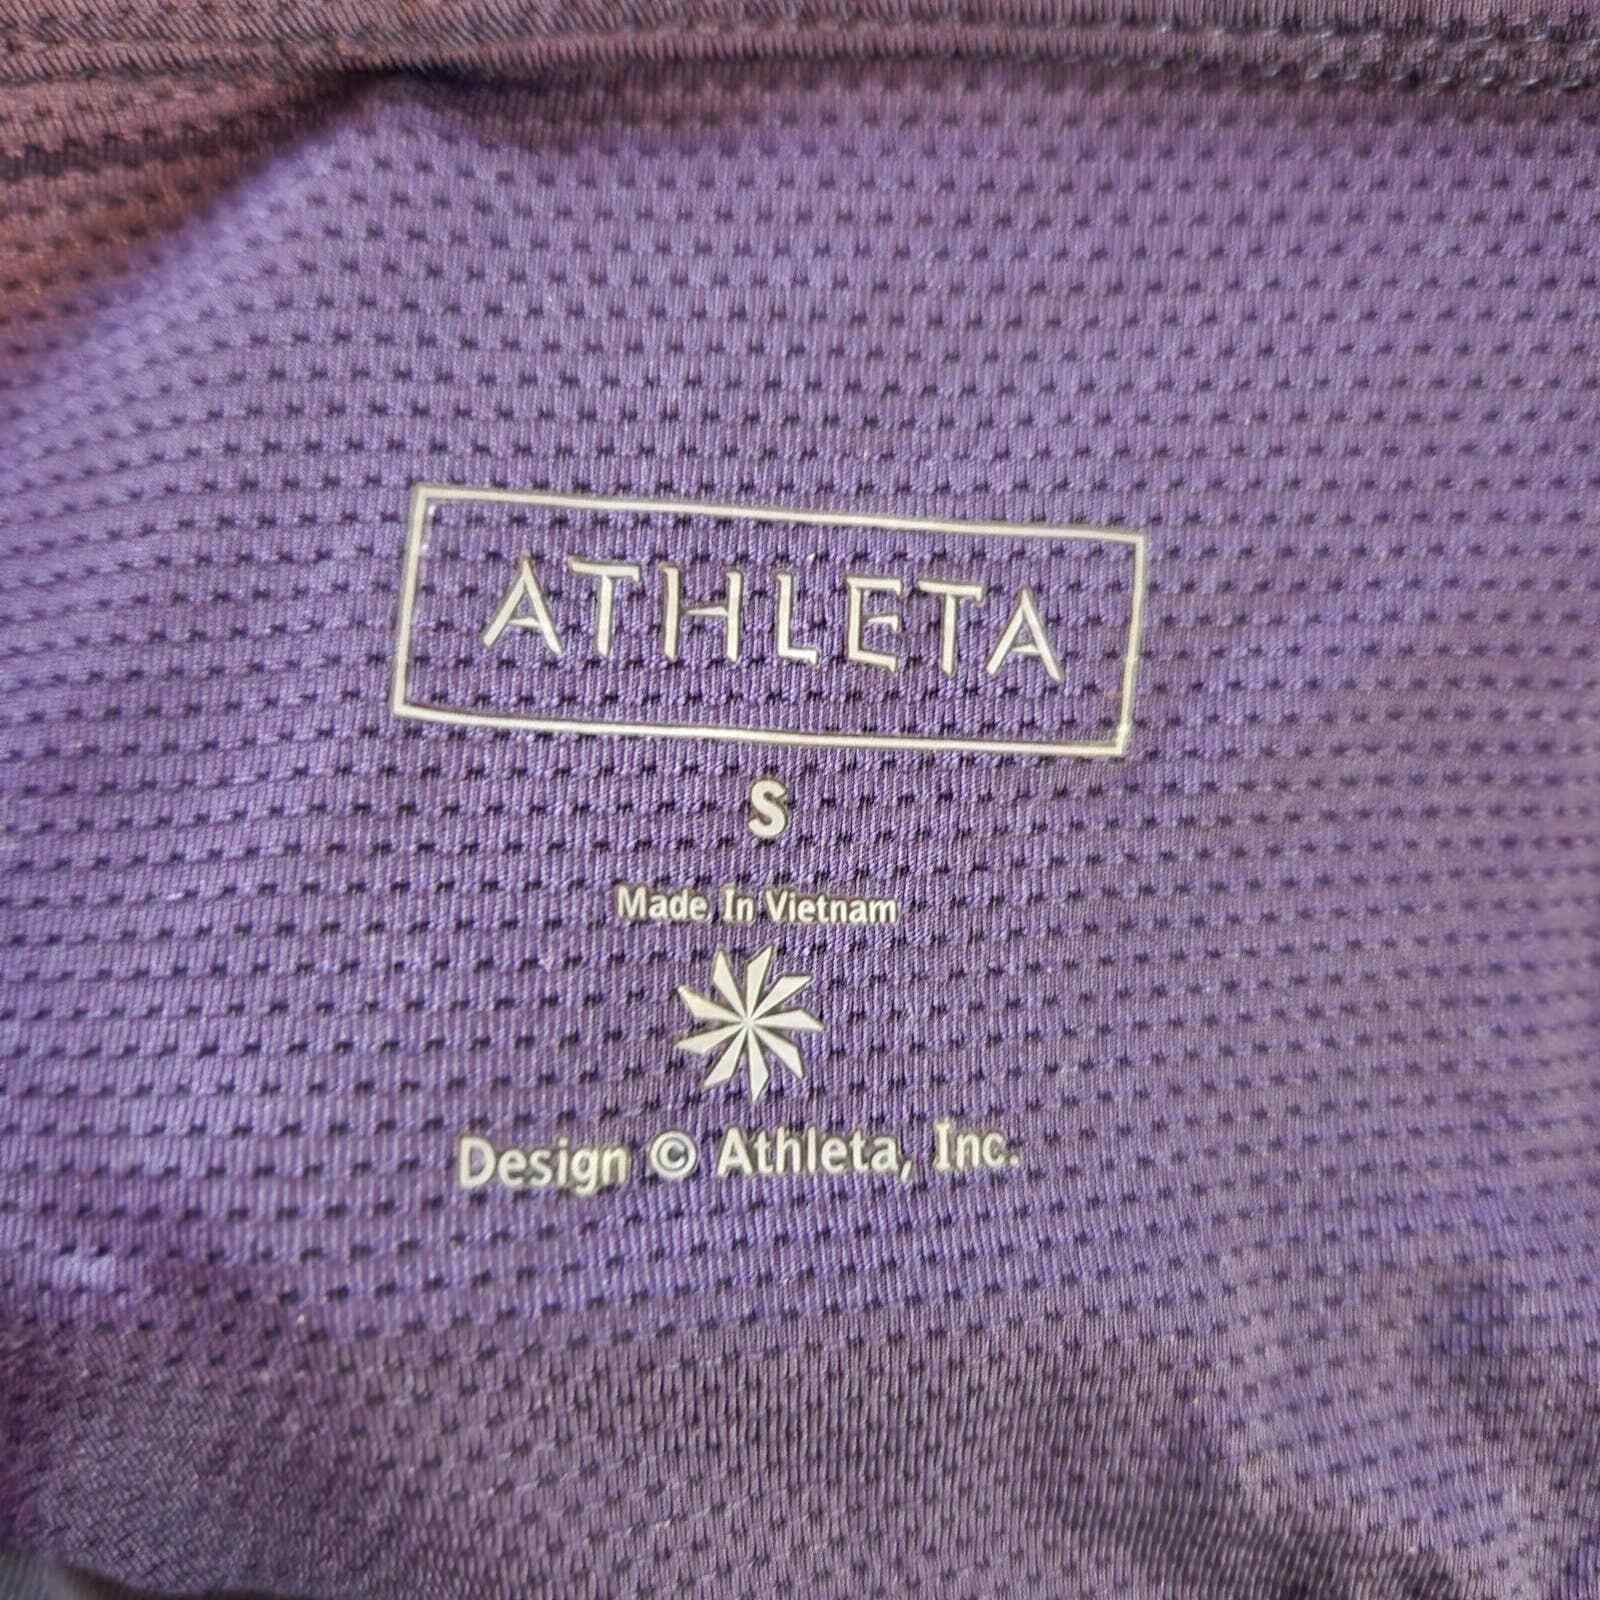 ATHLETA
S
Made In Vietnam
Design © Athleta, Inc.